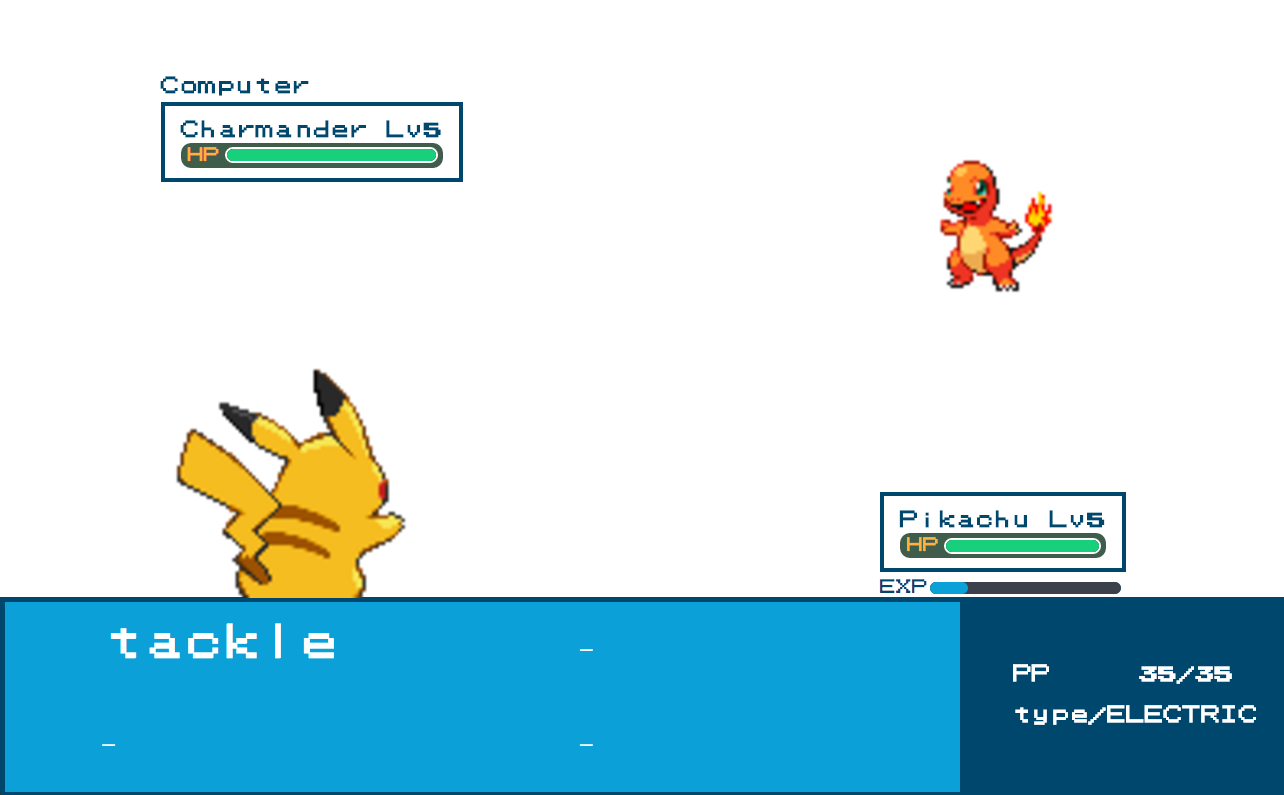 Computer
Charmander Lv5
HP
Pikachu Lv5
HP
EXP
tackle
-
-
-
PP 35/35
type/ELECTRIC